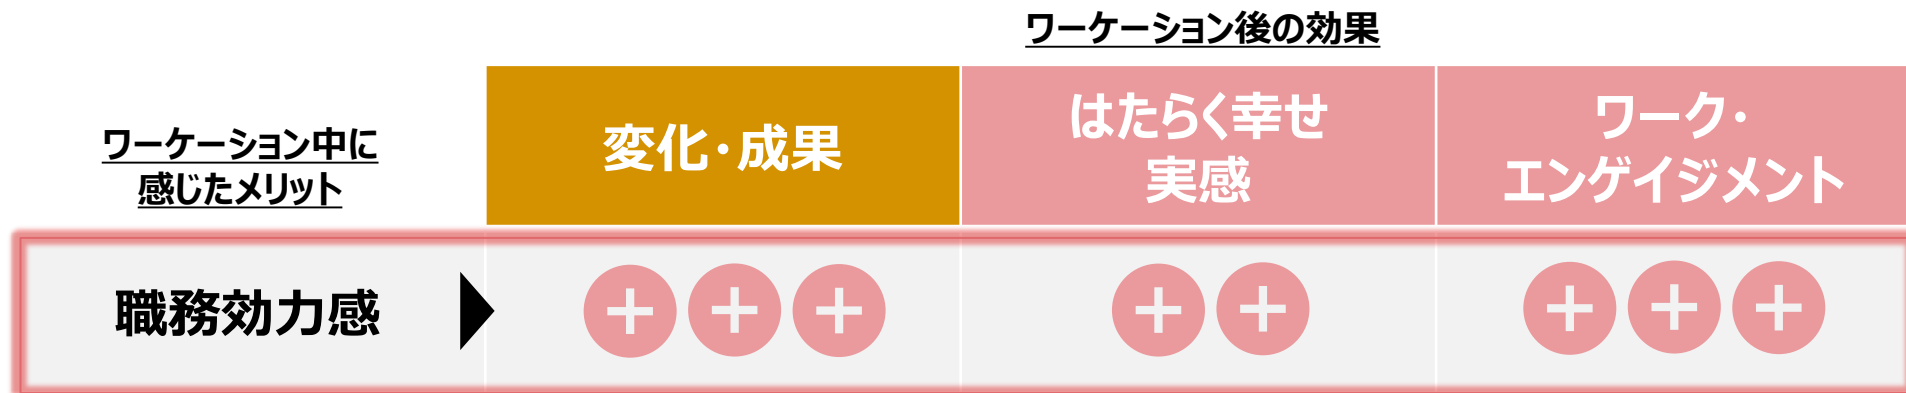 ワーケーション後の効果
ワーケーション中に
感じたメリット
変化・成果
はたらく幸せ
実感
ワーク・
エンゲイジメント
職務効力感
+ + +
+ +
+ + +